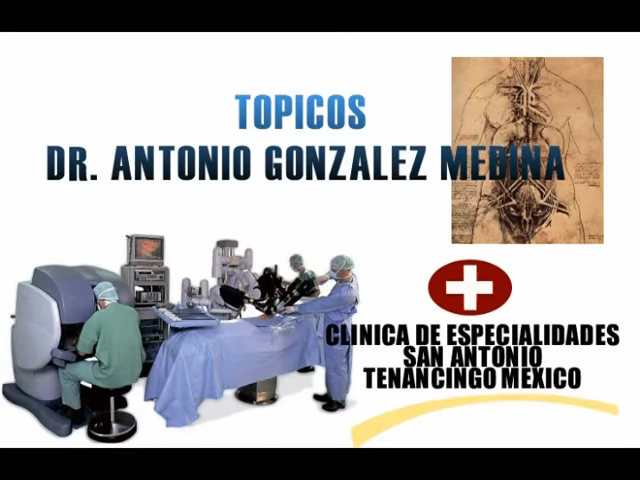 TOPICOS
DR. ANTONIO GONZALEZ MEDINA
CLINICA DE ESPECIALIDADES
SAN ANTONIO
TENANCINGO MEXICO